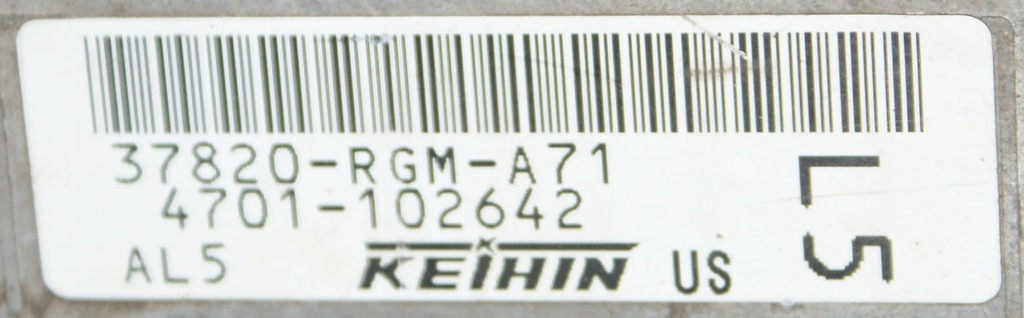 37820-RGM-A71
4701-102642
AL5 KEIHIN US
L5